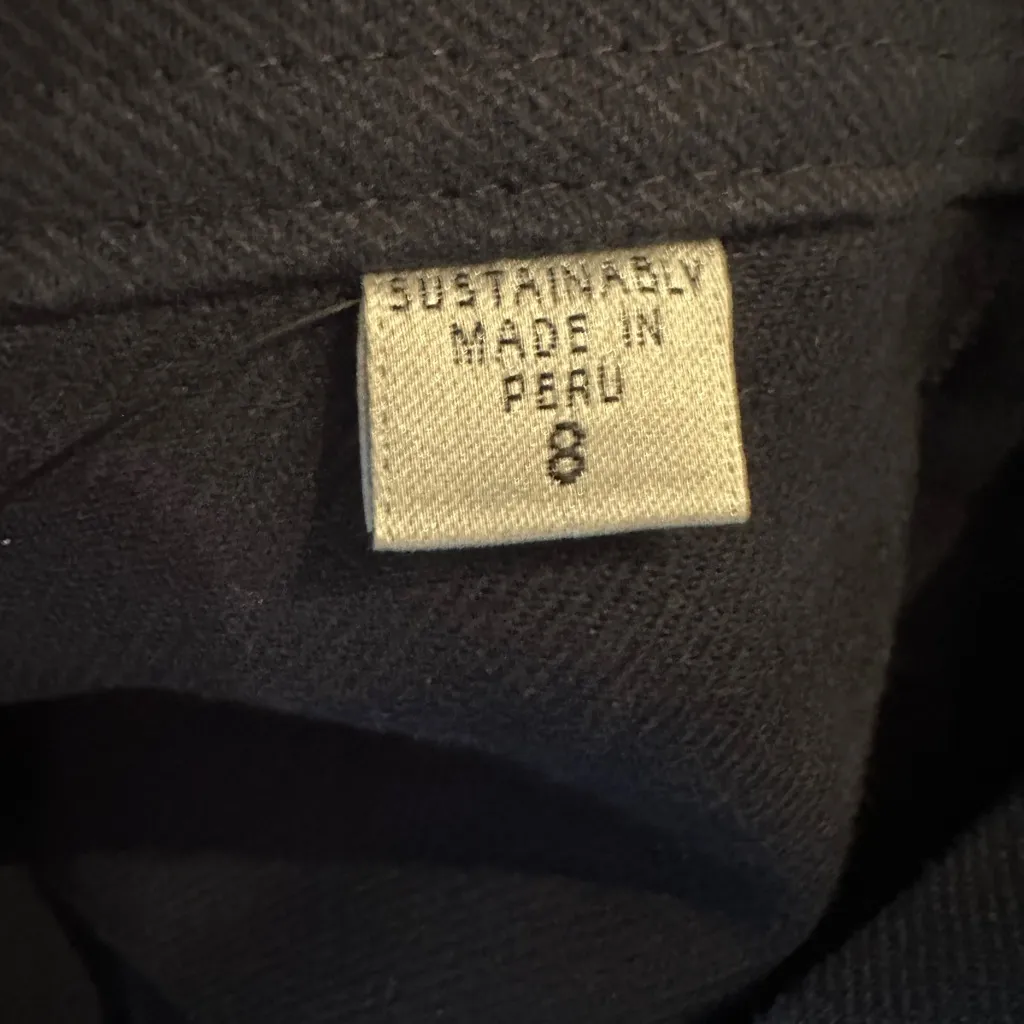 SUSTAINABLY
MADE IN
PERU
8